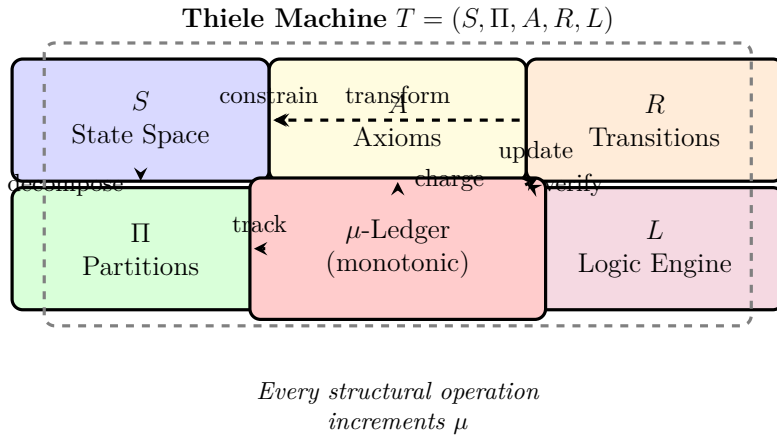 Thiele Machine T = (S, Π, A, R, L)
S
State Space
constrain
transform
A
Axioms
R
Transitions
update
decompose
charge
verify
Π
Partitions
track
μ-Ledger
(monotonic)
L
Logic Engine
Every structural operation
increments μ